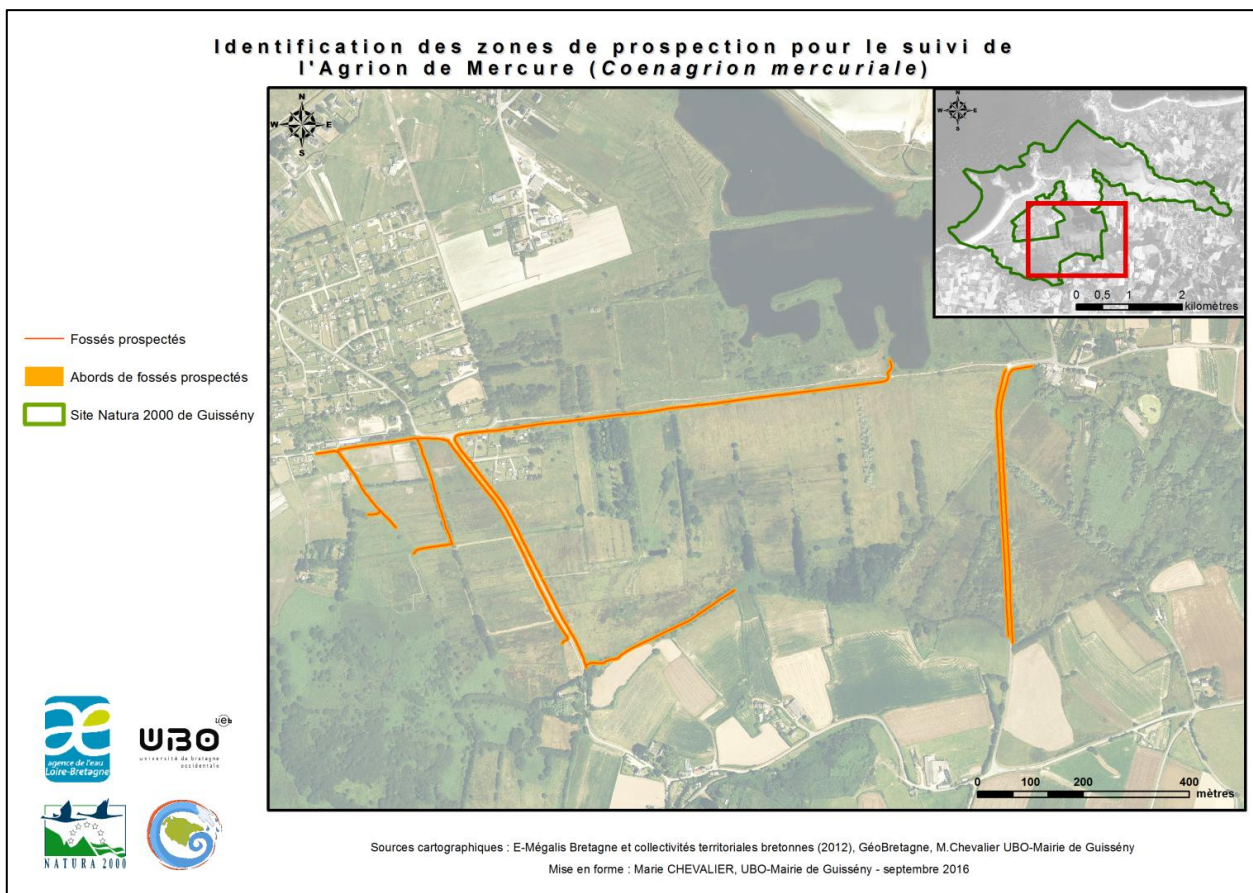 Identification des zones de prospection pour le suivi de
l'Agrion de Mercure (Coenagrion mercuriale)
N
W E
S
N
W E
S
0 0,5 1 2
kilomètres
Fossés prospectés
Abords de fossés prospectés
Site Natura 2000 de Guissény
0 100 200 400
mètres
agence de l'eau
Loire-Bretagne
ueb
UBO
université de bretagne
occidentale
NATURA 2000
Sources cartographiques : E-Mégalis Bretagne et collectivités territoriales bretonnes (2012), GéoBretagne, M.Chevalier UBO-Mairie de Guissény
Mise en forme : Marie CHEVALIER, UBO-Mairie de Guissény - septembre 2016